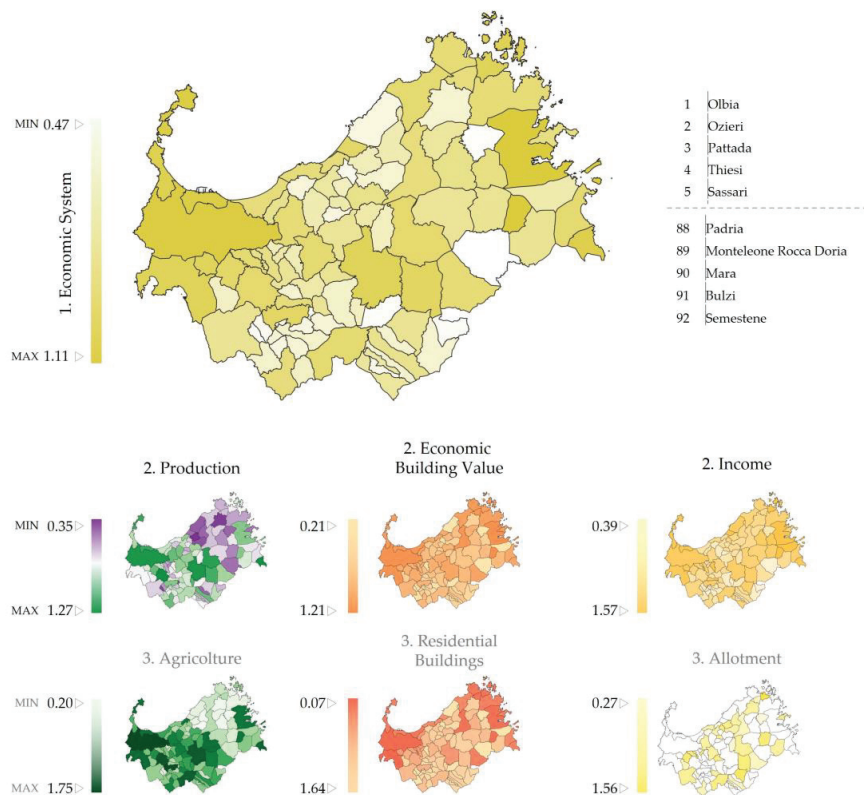 MIN 0.47
1. Economic System
MAX 1.11
1 Olbia
2 Ozieri
3 Pattada
4 Thiesi
5 Sassari
88 Padria
89 Monteleone Rocca Doria
90 Mara
91 Bulzi
92 Semestene
2. Production
MIN 0.35
MAX 1.27
2. Economic
Building Value
0.21
1.21
2. Income
0.39
1.57
3. Agricolture
MIN 0.20
MAX 1.75
3. Residential
Buildings
0.07
1.64
3. Allotment
0.27
1.56